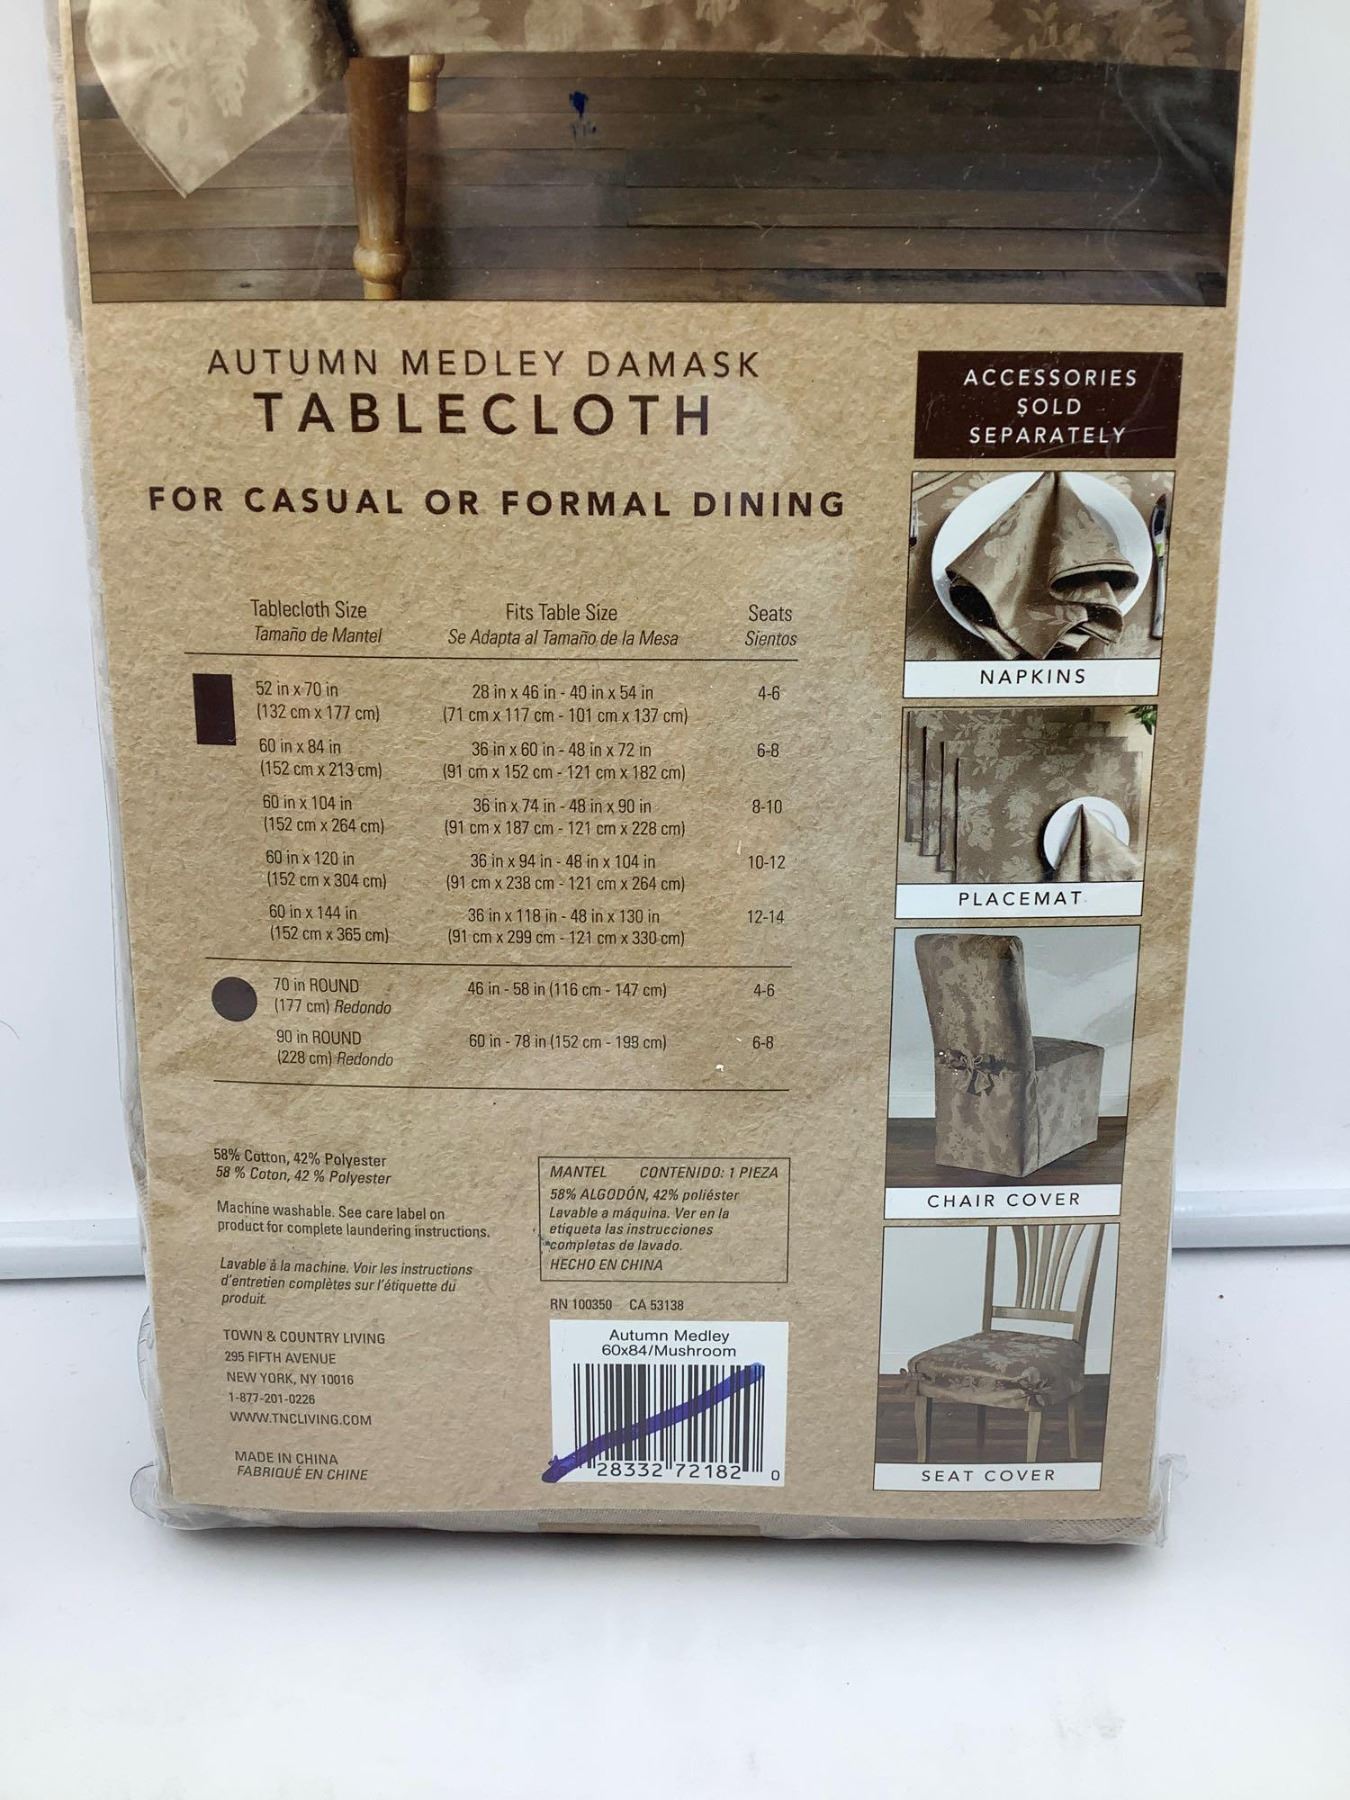 AUTUMN MEDLEY DAMASK
TABLECLOTH
FOR CASUAL OR FORMAL DINING
Tablecloth Size Fits Table Size Seats
Tamaño de Mantel Se Adapta al Tamaño de la Mesa Sientos
52 in x 70 in 28 in x 46 in - 40 in x 54 in 4-6
(132 cm x 177 cm) (71 cm x 117 cm - 101 cm x 137 cm)
60 in x 84 in 36 in x 60 in - 48 in x 72 in 6-8
(152 cm x 213 cm) (91 cm x 152 cm - 121 cm x 182 cm)
60 in x 104 in 36 in x 74 in - 48 in x 90 in 8-10
(152 cm x 264 cm) (91 cm x 187 cm - 121 cm x 228 cm)
60 in x 120 in 36 in x 94 in - 48 in x 104 in 10-12
(152 cm x 304 cm) (91 cm x 238 cm - 121 cm x 264 cm)
60 in x 144 in 36 in x 118 in - 48 in x 130 in 12-14
(152 cm x 365 cm) (91 cm x 299 cm - 121 cm x 330 cm)
70 in ROUND 46 in - 58 in (116 cm - 147 cm) 4-6
(177 cm) Redondo
90 in ROUND 60 in - 78 in (152 cm - 198 cm) 6-8
(228 cm) Redondo
58% Cotton, 42% Polyester
58 % Coton, 42 % Polyester
Machine washable. See care label on
product for complete laundering instructions.
Lavable à la machine. Voir les instructions
d'entretien complètes sur l'étiquette du
produit.
TOWN & COUNTRY LIVING
295 FIFTH AVENUE
NEW YORK, NY 10016
1-877-201-0226
WWW.TNCLIVING.COM
MADE IN CHINA
FABRIQUÉ EN CHINE
MANTEL CONTENIDO: 1 PIEZA
58% ALGODÓN, 42% poliéster
Lavable a máquina. Ver en la
etiqueta las instrucciones
completas de lavado.
HECHO EN CHINA
RN 100350 CA 53138
Autumn Medley
60x84/Mushroom
28332 72182 0
ACCESSORIES
SOLD
SEPARATELY
NAPKINS
PLACEMAT
CHAIR COVER
SEAT COVER